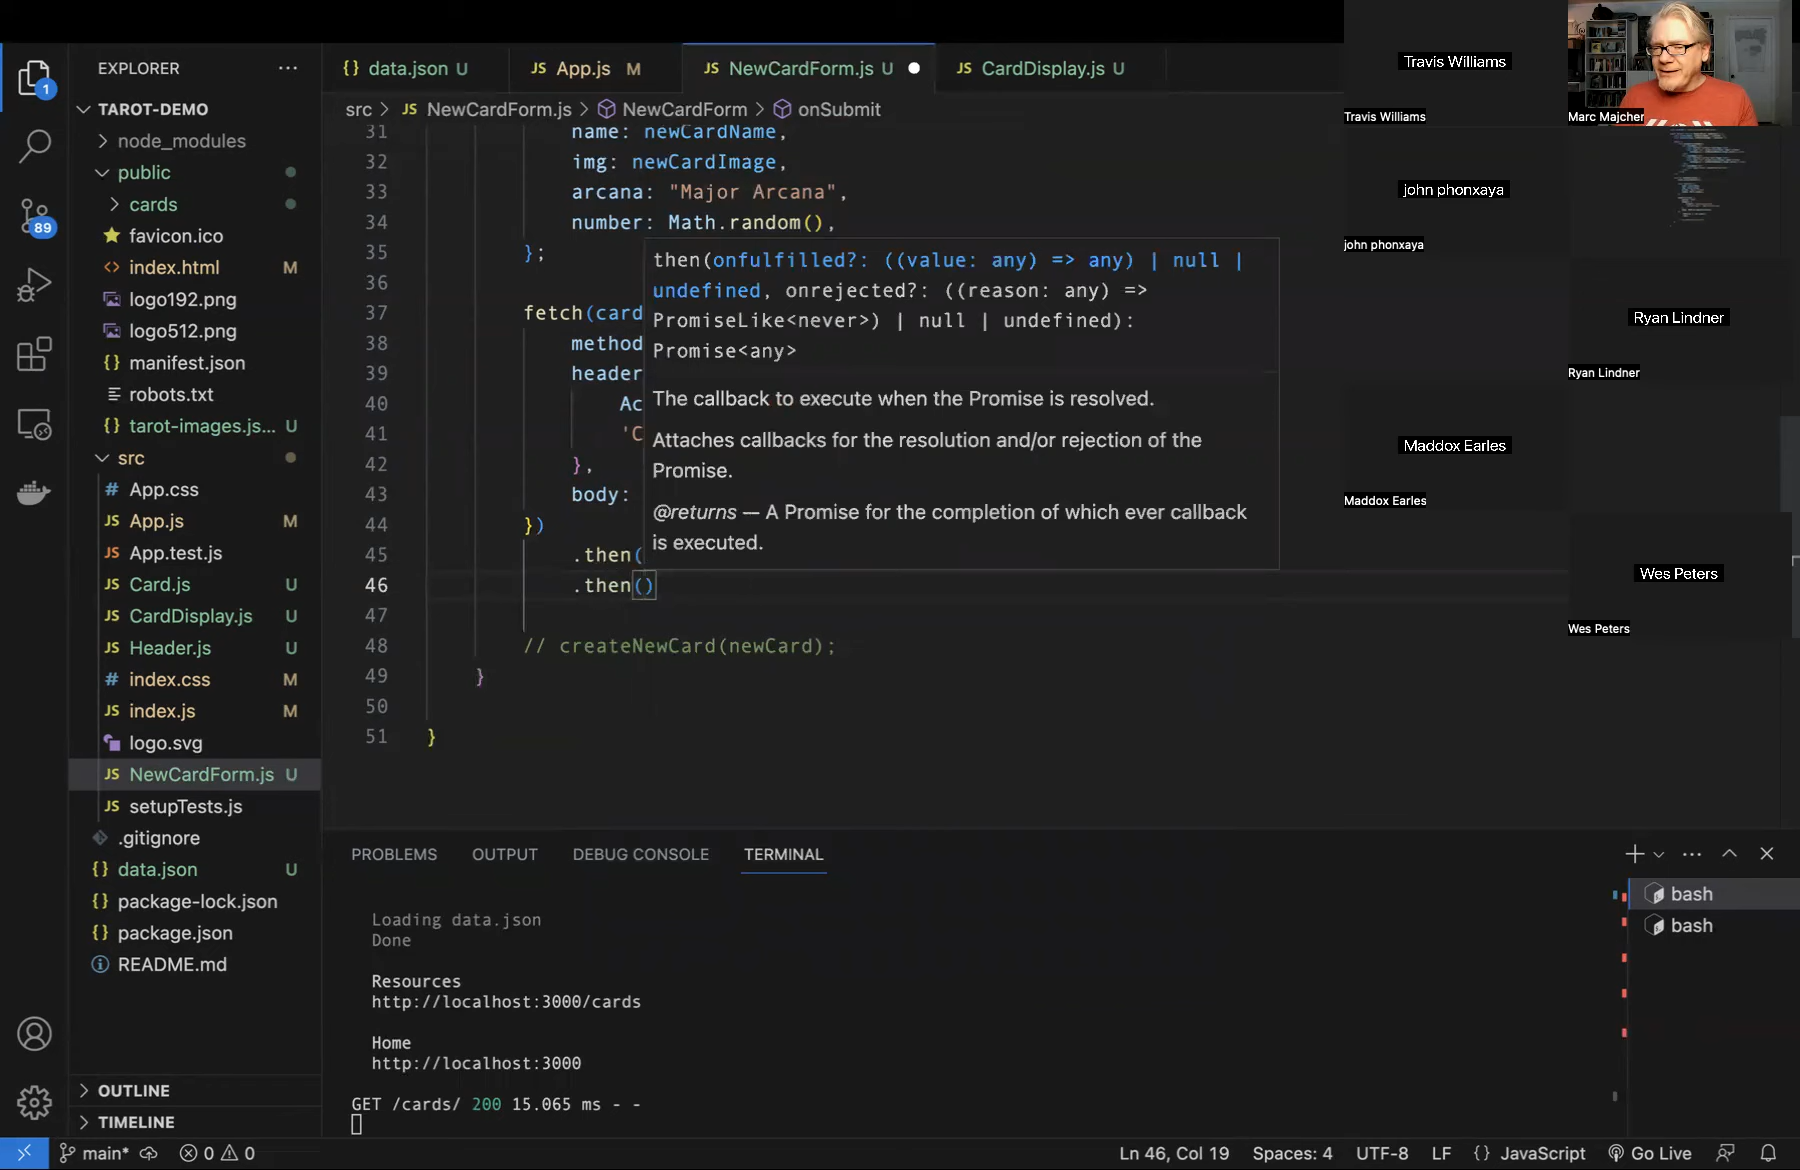 EXPLORER
TAROT-DEMO
node_modules
public
cards
favicon.ico
index.html M
logo192.png
logo512.png
manifest.json
robots.txt
tarot-images.js... U
src
App.css
App.js M
App.test.js
Card.js U
CardDisplay.js U
Header.js U
index.css M
index.js M
logo.svg
NewCardForm.js U
setupTests.js
.gitignore
data.json U
package-lock.json
package.json
README.md
OUTLINE
TIMELINE
1
89
{} data.json U
JS App.js M
JS NewCardForm.js U
JS CardDisplay.js U
src > JS NewCardForm.js > NewCardForm > onSubmit
31 name: newCardName,
32 img: newCardImage,
33 arcana: "Major Arcana",
34 number: Math.random(),
35 };
36
37 fetch(card
38 method
39 header
40 Ac
41 'C
42 },
43 body:
44 })
45 .then(
46 .then()
47
48 // createNewCard(newCard);
49 }
50
51 }
then(onfulfilled?: ((value: any) => any) | null |
undefined, onrejected?: ((reason: any) =>
PromiseLike<never>) | null | undefined):
Promise<any>
The callback to execute when the Promise is resolved.
Attaches callbacks for the resolution and/or rejection of the
Promise.
@returns — A Promise for the completion of which ever callback
is executed.
PROBLEMS OUTPUT DEBUG CONSOLE TERMINAL
Loading data.json
Done
Resources
http://localhost:3000/cards
Home
http://localhost:3000
GET /cards/ 200 15.065 ms - -
bash
bash
Travis Williams
Travis Williams
Marc Majcher
john phonxaya
john phonxaya
Ryan Lindner
Ryan Lindner
Maddox Earles
Maddox Earles
Wes Peters
Wes Peters
main* 0 0 Ln 46, Col 19 Spaces: 4 UTF-8 LF {} JavaScript Go Live